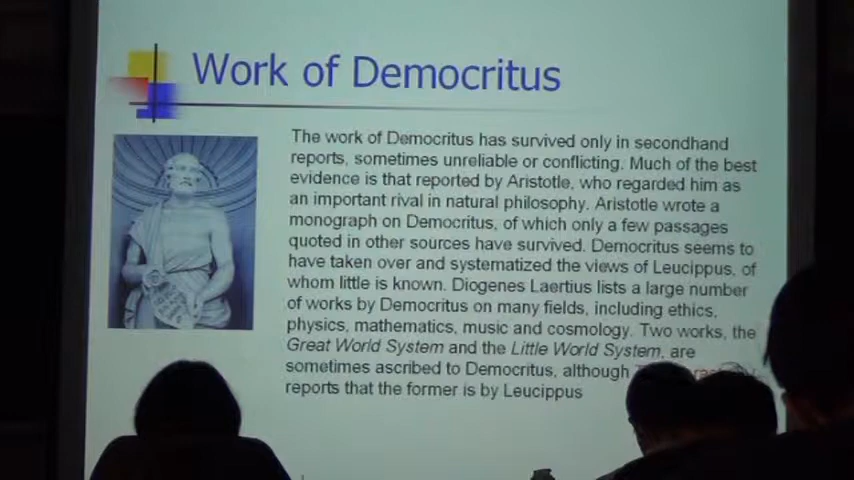 Work of Democritus
The work of Democritus has survived only in secondhand
reports, sometimes unreliable or conflicting. Much of the best
evidence is that reported by Aristotle, who regarded him as
an important rival in natural philosophy. Aristotle wrote a
monograph on Democritus, of which only a few passages
quoted in other sources have survived. Democritus seems to
have taken over and systematized the views of Leucippus, of
whom little is known. Diogenes Laertius lists a large number
of works by Democritus on many fields, including ethics,
physics, mathematics, music and cosmology. Two works, the
Great World System and the Little World System, are
sometimes ascribed to Democritus, although
reports that the former is by Leucippus